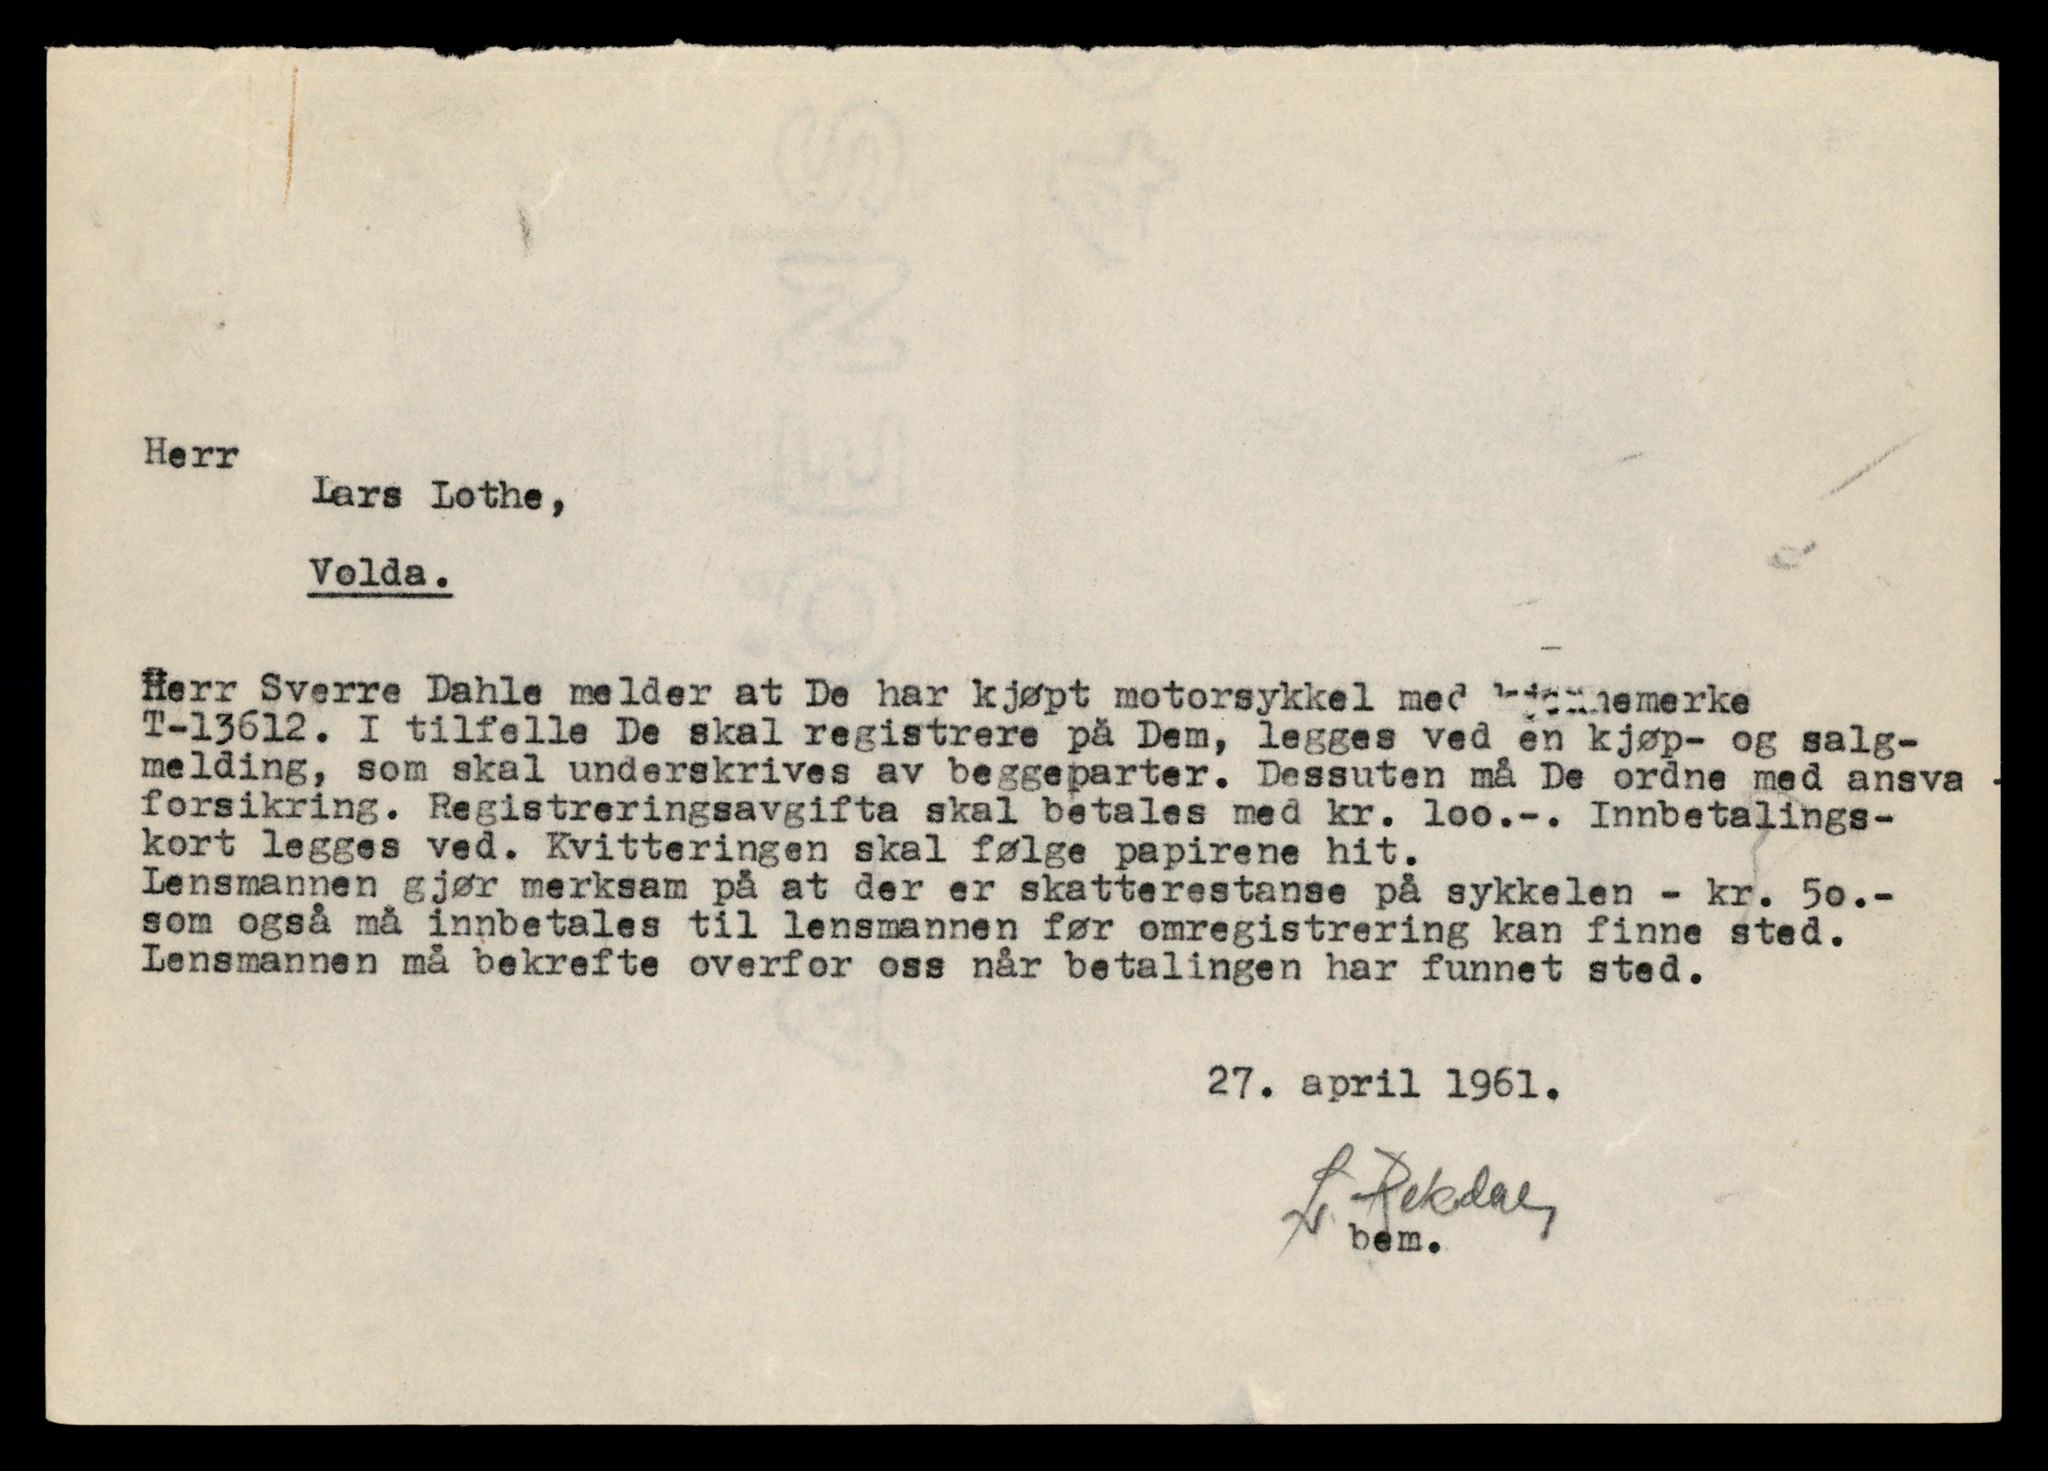 Herr
Lars Lothe,
Volda.
Herr Sverre Dahle melder at De har kjøpt motorsykkel med kjennemerke
T-13612. I tilfelle De skal registrere på Dem, legges ved en kjøp- og salg-
melding, som skal underskrives av beggeparter. Dessuten må De ordne med ansva -
forsikring. Registreringsavgifta skal betales med kr. loo.-. Innbetalings-
kort legges ved. Kvitteringen skal følge papirene hit.
Lensmannen gjør merksam på at der er skatterestanse på sykkelen - kr. 5o.-
som også må innbetales til lensmannen før omregistrering kan finne sted.
Lensmannen må bekrefte overfor oss når betalingen har funnet sted.
27. april 1961.
L. Rekdal,
bem.